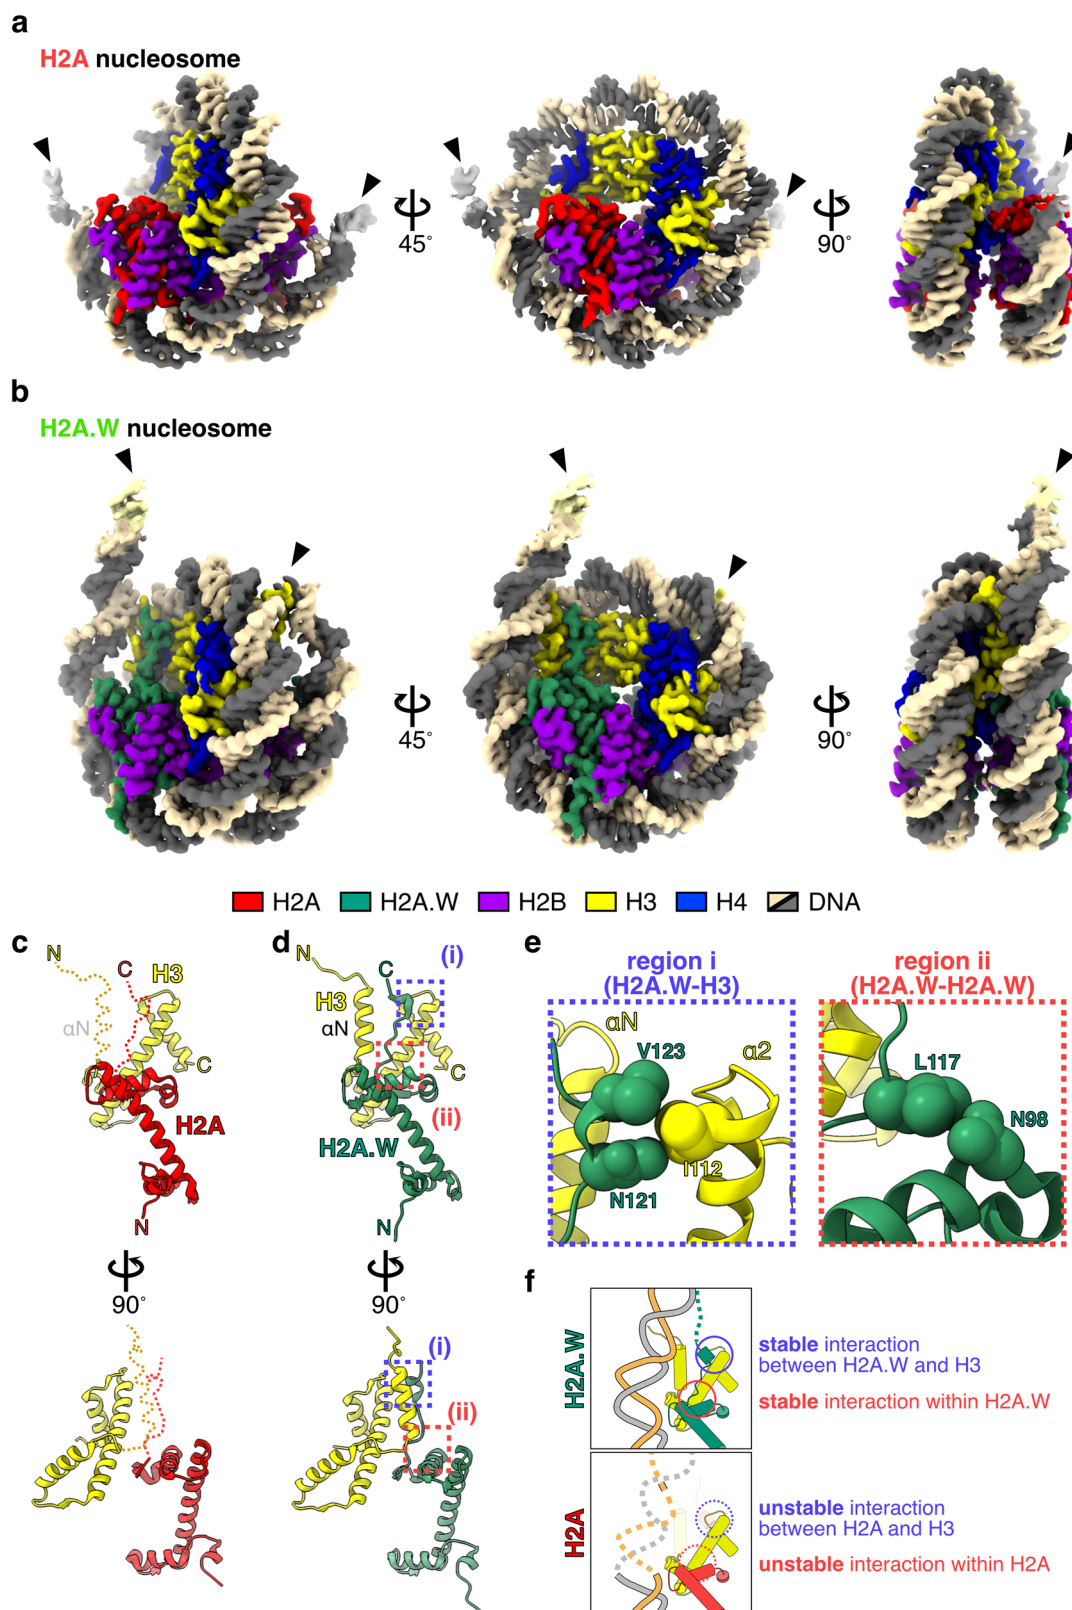 a
H2A nucleosome
45°
90°
b
H2A.W nucleosome
45°
90°
H2A
H2A.W
H2B
H3
H4
DNA
c
N
C
H3
αN
C
H2A
N
90°
d
N
C
(i)
H3
αN
C
(ii)
H2A.W
N
90°
(i)
(ii)
e
region i
(H2A.W-H3)
αN
V123
α2
I112
N121
region ii
(H2A.W-H2A.W)
L117
N98
f
H2A.W
stable interaction
between H2A.W and H3
stable interaction within H2A.W
H2A
unstable interaction
between H2A and H3
unstable interaction within H2A